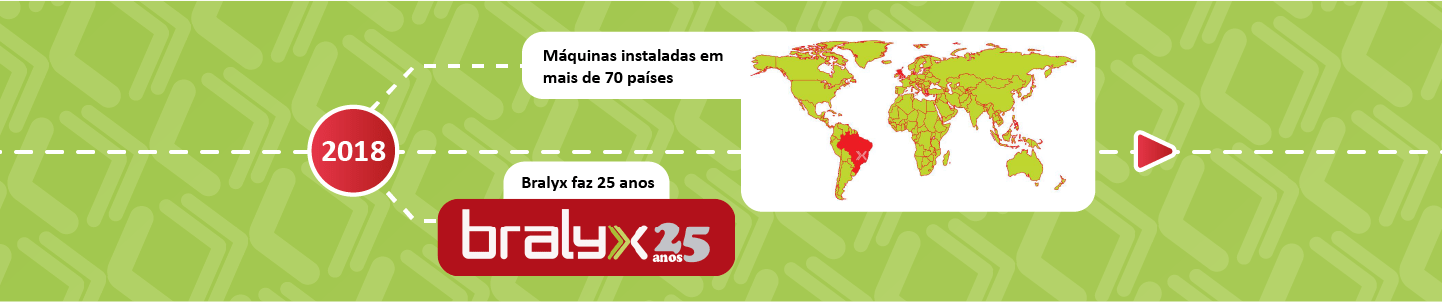 Máquinas instaladas em
mais de 70 países
2018
Bralyx faz 25 anos
bralyx 25
anos